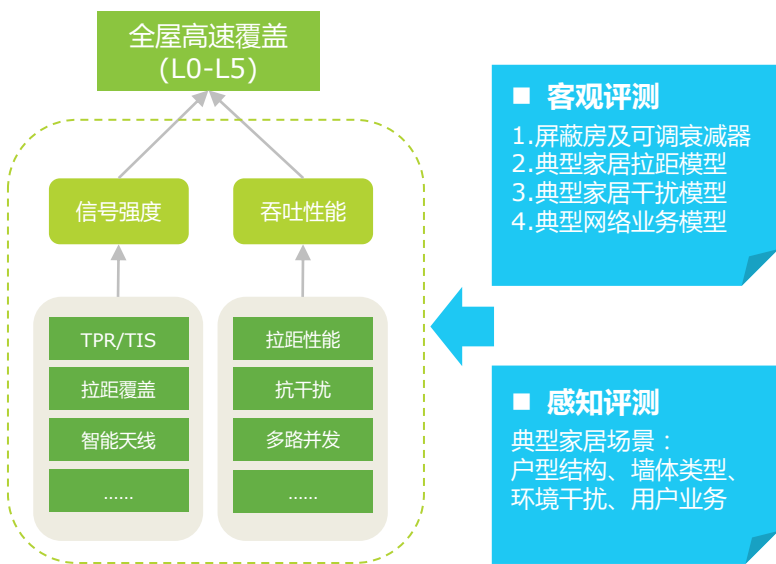 全屋高速覆盖
(L0-L5)
信号强度
吞吐性能
TPR/TIS
拉距覆盖
智能天线
......
拉距性能
抗干扰
多路并发
......
■ 客观评测
1.屏蔽房及可调衰减器
2.典型家居拉距模型
3.典型家居干扰模型
4.典型网络业务模型
■ 感知评测
典型家居场景：
户型结构、墙体类型、
环境干扰、用户业务